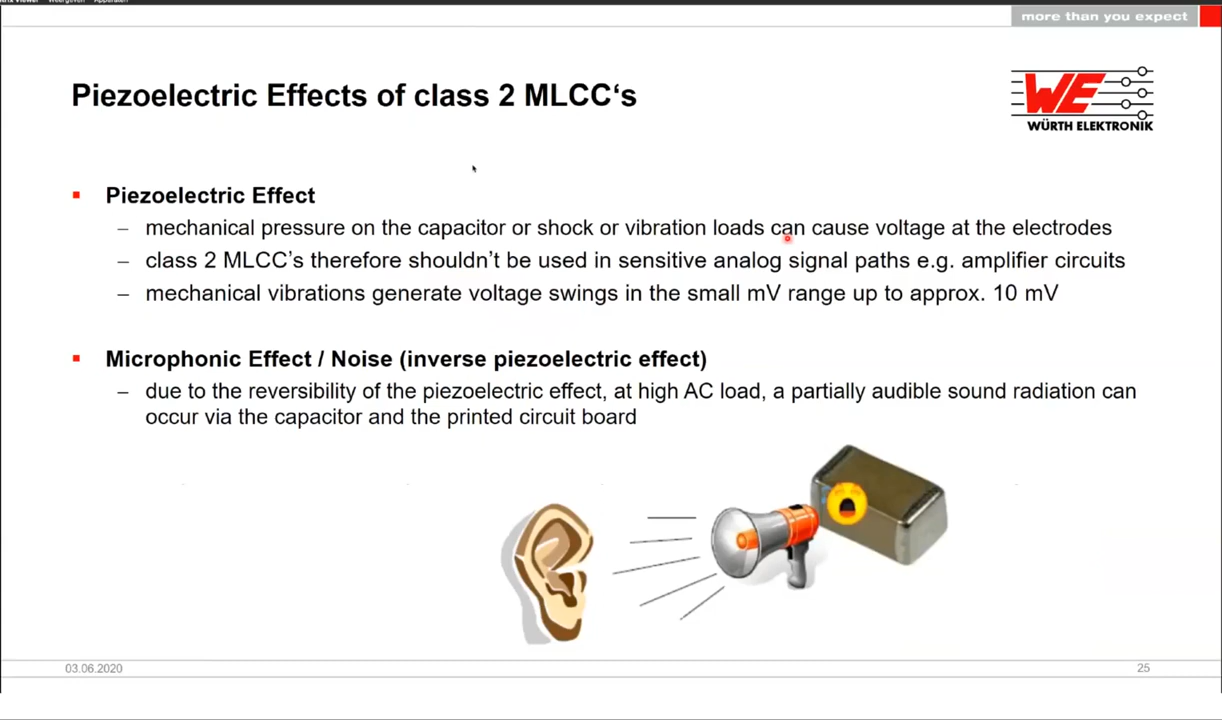 Weergeven Apparaten
more than you expect
Piezoelectric Effects of class 2 MLCC‘s
WE
WÜRTH ELEKTRONIK
Piezoelectric Effect
– mechanical pressure on the capacitor or shock or vibration loads can cause voltage at the electrodes
– class 2 MLCC’s therefore shouldn’t be used in sensitive analog signal paths e.g. amplifier circuits
– mechanical vibrations generate voltage swings in the small mV range up to approx. 10 mV
Microphonic Effect / Noise (inverse piezoelectric effect)
– due to the reversibility of the piezoelectric effect, at high AC load, a partially audible sound radiation can
occur via the capacitor and the printed circuit board
03.06.2020
25